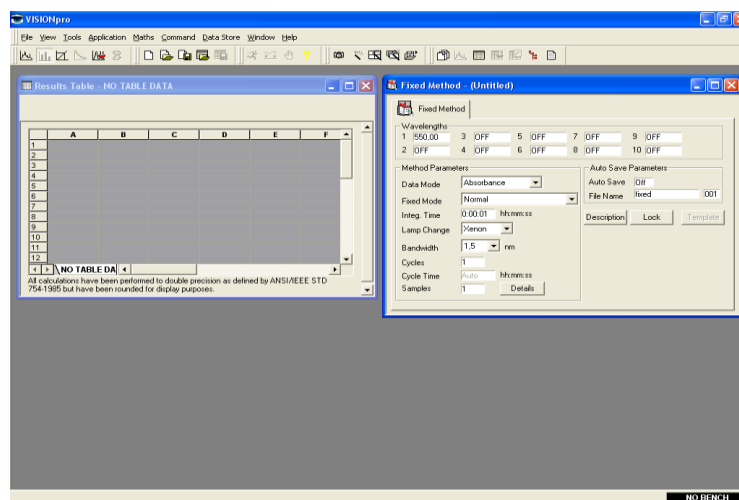 VISIONpro
File View Tools Application Maths Command Data Store Window Help
Results Table - NO TABLE DATA
A B C D E F
1
2
3
4
5
6
7
8
9
10
11
12
NO TABLE DA
All calculations have been performed to double precision as defined by ANSI/IEEE STD
754-1985 but have been rounded for display purposes.
Fixed Method - (Untitled)
Fixed Method
Wavelengths
1 550,00 3 OFF 5 OFF 7 OFF 9 OFF
2 OFF 4 OFF 6 OFF 8 OFF 10 OFF
Method Parameters
Data Mode Absorbance
Fixed Mode Normal
Integ. Time 0:00:01 hh:mm:ss
Lamp Change Xenon
Bandwidth 1,5 nm
Cycles 1
Cycle Time Auto hh:mm:ss
Samples 1 Details
Auto Save Parameters
Auto Save Off
File Name fixed 001
Description Lock Template
NO BENCH